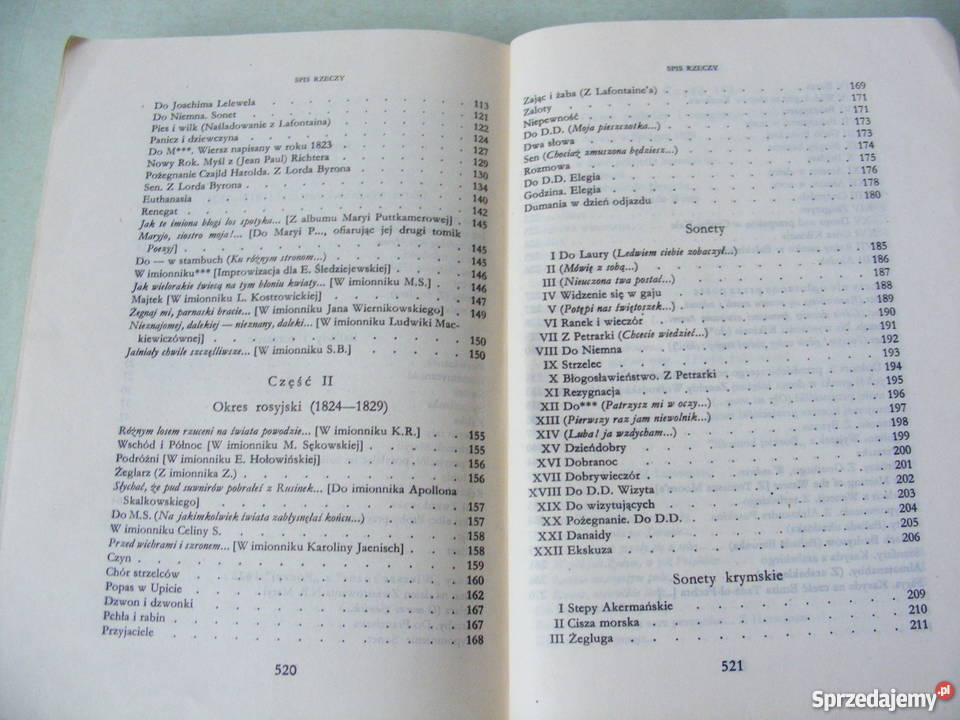 SPIS RZECZY
Do Joachima Lelewela . . . . . . . . . . 113
Do Niemna. Sonet . . . . . . . . . . 121
Pies i wilk (Naśladowanie z Lafontaina) . . . . . . 122
Panicz i dziewczyna . . . . . . . . . . 124
Do M***. Wiersz napisany w roku 1823 . . . . . . 127
Nowy Rok. Myśl z (Jean Paul) Richtera . . . . . . 129
Pożegnanie Czajld Harolda. Z Lorda Byrona . . . . . 130
Sen. Z Lorda Byrona . . . . . . . . . . 134
Euthanasia . . . . . . . . . . 140
Renegat . . . . . . . . . . 142
Jak te imiona błogi los spotyka... [Z albumu Maryi Puttkamerowej] 145
Maryjo, siostro moja!... [Do Maryi P..., ofiarując jej drugi tomik
Poezyj] . . . . . . . . . . 145
Do — w stambuch (Ku różnym stronom...) . . . . . . 145
W imionniku*** [Improwizacja dla E. Śledziejewskiej] . . . 146
Jak wielorakie świecą na tym błoniu kwiaty... [W imionniku M.S.] . 146
Majtek [W imionniku L. Kostrowickiej] . . . . . . 147
Żegnaj mi, parnaski bracie... [W imionniku Jana Wiernikowskiego] . 149
Nieznajomej, dalekiej — nieznany, daleki... [W imionniku Ludwiki Mac-
kiewiczównej] . . . . . . . . . . 150
Jaśniały chwile szczęśliwsze... [W imionniku S.B.] . . . . 150
Część II
Okres rosyjski (1824—1829)
Różnym losem rzuceni na świata powodzie... [W imionniku K.R.] . 155
Wschód i Północ [W imionniku M. Sękowskiej] . . . . 155
Podróżni [W imionniku E. Hołowińskiej] . . . . . . 156
Żeglarz (Z imionnika Z.) . . . . . . . . . . 156
Słychać, że pud suwnirów pobrałeś z Rusinek... [Do imionnika Apollona
Skalkowskiego] . . . . . . . . . . 157
Do M.S. (Na jakimkolwiek świata zabłysnęłaś końcu...) . . . 157
W imionniku Celiny S. . . . . . . . . . . 158
Przed wichrami i szronem... [W imionniku Karoliny Jaenisch] . . 158
Czyn . . . . . . . . . . 159
Chór strzelców . . . . . . . . . . 160
Popas w Upicie . . . . . . . . . . 162
Dzwon i dzwonki . . . . . . . . . . 167
Pchła i rabin . . . . . . . . . . 167
Przyjaciele . . . . . . . . . . 168
520
SPIS RZECZY
Zając i żaba (Z Lafontaine'a) . . . . . . . . 169
Zaloty . . . . . . . . . . 171
Niepewność . . . . . . . . . . 171
Do D.D. (Moja pieszczotka...) . . . . . . . . 173
Dwa słowa . . . . . . . . . . 173
Sen (Chociaż zmuszona będziesz...) . . . . . . . 174
Rozmowa . . . . . . . . . . 175
Do D.D. Elegia . . . . . . . . . . 176
Godzina. Elegia . . . . . . . . . . 178
Dumania w dzień odjazdu . . . . . . . . . . 180
Sonety
I Do Laury (Ledwiem ciebie zobaczył...) . . . . . . 185
II (Mówię z sobą...) . . . . . . . . . . 186
III (Nieuczona twa postać...) . . . . . . . . 187
IV Widzenie się w gaju . . . . . . . . . . 188
V (Potępi nas świętoszek...) . . . . . . . . 189
VI Ranek i wieczór . . . . . . . . . . 190
VII Z Petrarki (Chcecie wiedzieć...) . . . . . . 191
VIII Do Niemna . . . . . . . . . . 192
IX Strzelec . . . . . . . . . . 193
X Błogosławieństwo. Z Petrarki . . . . . . . 194
XI Rezygnacja . . . . . . . . . . 195
XII Do*** (Patrzysz mi w oczy...) . . . . . . . 196
XIII (Pierwszy raz jam niewolnik...) . . . . . . 197
XIV (Luba! ja wzdycham...) . . . . . . . . 198
XV Dzieńdobry . . . . . . . . . . 199
XVI Dobranoc . . . . . . . . . . 200
XVII Dobrywieczór . . . . . . . . . . 201
XVIII Do D.D. Wizyta . . . . . . . . . . 202
XIX Do wizytujących . . . . . . . . . . 203
XX Pożegnanie. Do D.D. . . . . . . . . . 204
XXI Danaidy . . . . . . . . . . 205
XXII Ekskuza . . . . . . . . . . 206
Sonety krymskie
I Stepy Akermańskie . . . . . . . . . . 209
II Cisza morska . . . . . . . . . . 210
III Żegluga . . . . . . . . . . 211
521
Sprzedajemy.pl